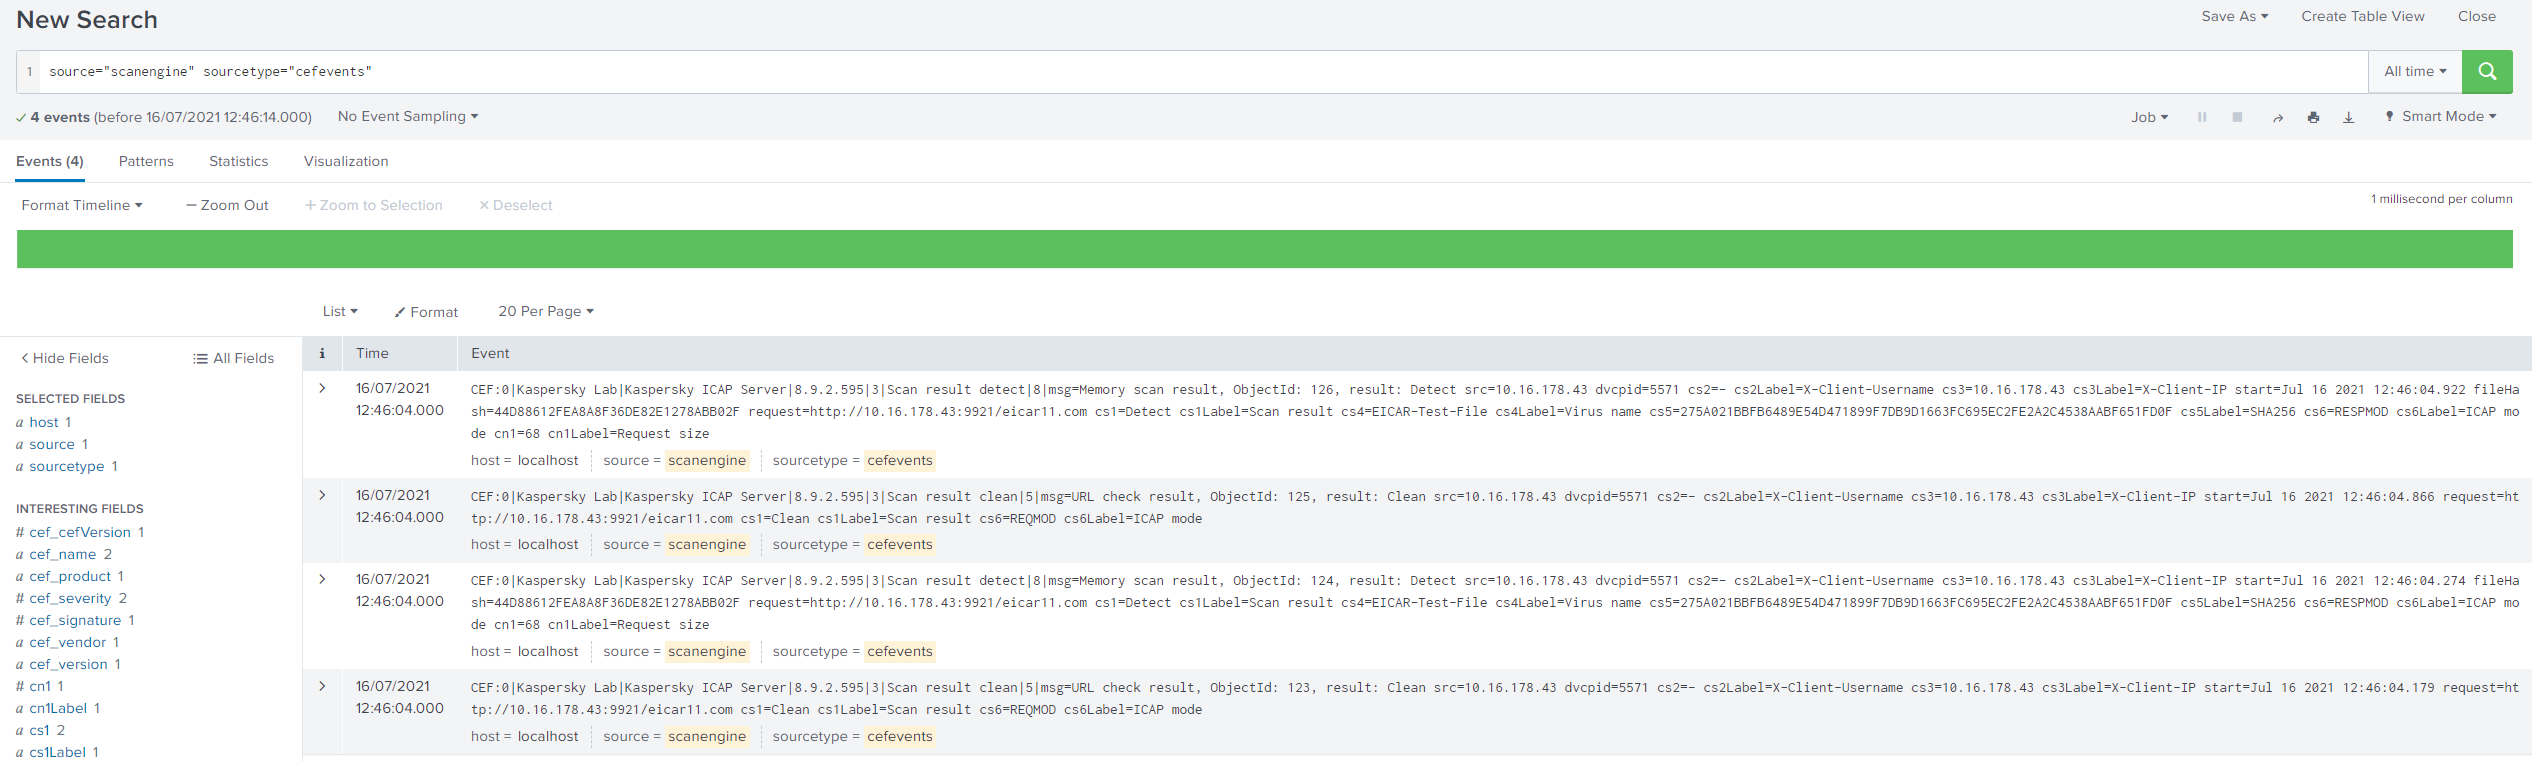 New Search
Save As
Create Table View
Close
1 source="scanengine" sourcetype="cefevents"
All time
4 events (before 16/07/2021 12:46:14.000)
No Event Sampling
Job
Smart Mode
Events (4)
Patterns
Statistics
Visualization
Format Timeline
Zoom Out
Zoom to Selection
Deselect
1 millisecond per column
List
Format
20 Per Page
Hide Fields
All Fields
SELECTED FIELDS
a host 1
a source 1
a sourcetype 1
INTERESTING FIELDS
# cef_cefVersion 1
a cef_name 2
a cef_product 1
# cef_severity 2
# cef_signature 1
a cef_vendor 1
a cef_version 1
# cn1 1
a cn1Label 1
a cs1 2
a cs1Label 1
i Time Event
16/07/2021
12:46:04.000
CEF:0|Kaspersky Lab|Kaspersky ICAP Server|8.9.2.595|3|Scan result detect|8|msg=Memory scan result, ObjectId: 126, result: Detect src=10.16.178.43 dvcpid=5571 cs2=- cs2Label=X-Client-Username cs3=10.16.178.43 cs3Label=X-Client-IP start=Jul 16 2021 12:46:04.922 fileHa
sh=44D88612FEA8A8F36DE82E1278ABB02F request=http://10.16.178.43:9921/eicar11.com cs1=Detect cs1Label=Scan result cs4=EICAR-Test-File cs4Label=Virus name cs5=275A021BBFB6489E54D471899F7DB9D1663FC695EC2FE2A2C4538AABF651FD0F cs5Label=SHA256 cs6=RESPMOD cs6Label=ICAP mo
de cn1=68 cn1Label=Request size
host = localhost source = scanengine sourcetype = cefevents
16/07/2021
12:46:04.000
CEF:0|Kaspersky Lab|Kaspersky ICAP Server|8.9.2.595|3|Scan result clean|5|msg=URL check result, ObjectId: 125, result: Clean src=10.16.178.43 dvcpid=5571 cs2=- cs2Label=X-Client-Username cs3=10.16.178.43 cs3Label=X-Client-IP start=Jul 16 2021 12:46:04.866 request=ht
tp://10.16.178.43:9921/eicar11.com cs1=Clean cs1Label=Scan result cs6=REQMOD cs6Label=ICAP mode
host = localhost source = scanengine sourcetype = cefevents
16/07/2021
12:46:04.000
CEF:0|Kaspersky Lab|Kaspersky ICAP Server|8.9.2.595|3|Scan result detect|8|msg=Memory scan result, ObjectId: 124, result: Detect src=10.16.178.43 dvcpid=5571 cs2=- cs2Label=X-Client-Username cs3=10.16.178.43 cs3Label=X-Client-IP start=Jul 16 2021 12:46:04.274 fileHa
sh=44D88612FEA8A8F36DE82E1278ABB02F request=http://10.16.178.43:9921/eicar11.com cs1=Detect cs1Label=Scan result cs4=EICAR-Test-File cs4Label=Virus name cs5=275A021BBFB6489E54D471899F7DB9D1663FC695EC2FE2A2C4538AABF651FD0F cs5Label=SHA256 cs6=RESPMOD cs6Label=ICAP mo
de cn1=68 cn1Label=Request size
host = localhost source = scanengine sourcetype = cefevents
16/07/2021
12:46:04.000
CEF:0|Kaspersky Lab|Kaspersky ICAP Server|8.9.2.595|3|Scan result clean|5|msg=URL check result, ObjectId: 123, result: Clean src=10.16.178.43 dvcpid=5571 cs2=- cs2Label=X-Client-Username cs3=10.16.178.43 cs3Label=X-Client-IP start=Jul 16 2021 12:46:04.179 request=ht
tp://10.16.178.43:9921/eicar11.com cs1=Clean cs1Label=Scan result cs6=REQMOD cs6Label=ICAP mode
host = localhost source = scanengine sourcetype = cefevents